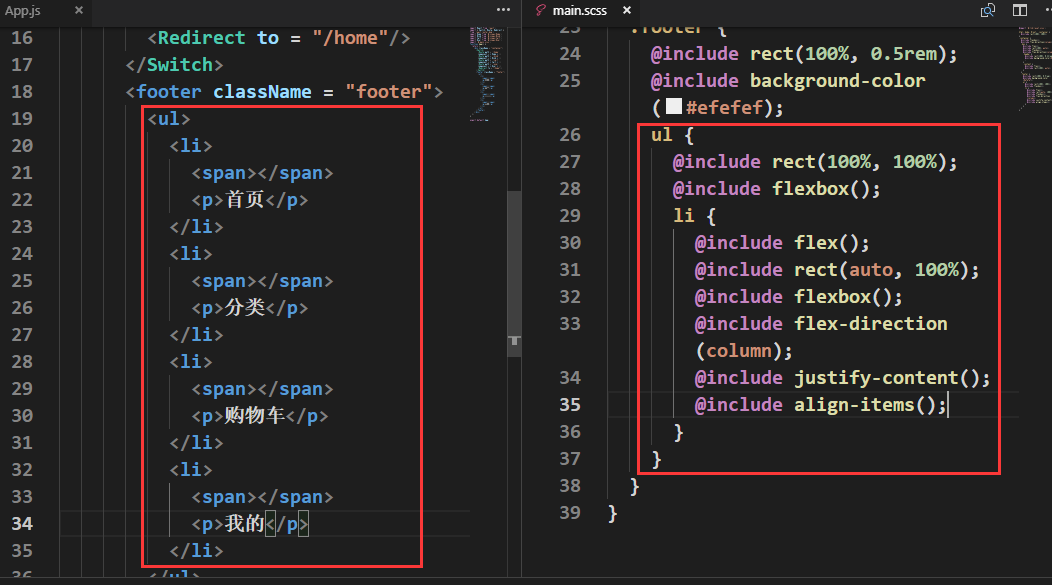 App.js ×
16 <Redirect to = "/home"/>
17 </Switch>
18 <footer className = "footer">
19 <ul>
20 <li>
21 <span></span>
22 <p>首页</p>
23 </li>
24 <li>
25 <span></span>
26 <p>分类</p>
27 </li>
28 <li>
29 <span></span>
30 <p>购物车</p>
31 </li>
32 <li>
33 <span></span>
34 <p>我的</p>
35 </li>
36 </ul>
main.scss ×
23 .footer {
24 @include rect(100%, 0.5rem);
25 @include background-color
(#efefef);
26 ul {
27 @include rect(100%, 100%);
28 @include flexbox();
29 li {
30 @include flex();
31 @include rect(auto, 100%);
32 @include flexbox();
33 @include flex-direction
(column);
34 @include justify-content();
35 @include align-items();
36 }
37 }
38 }
39 }